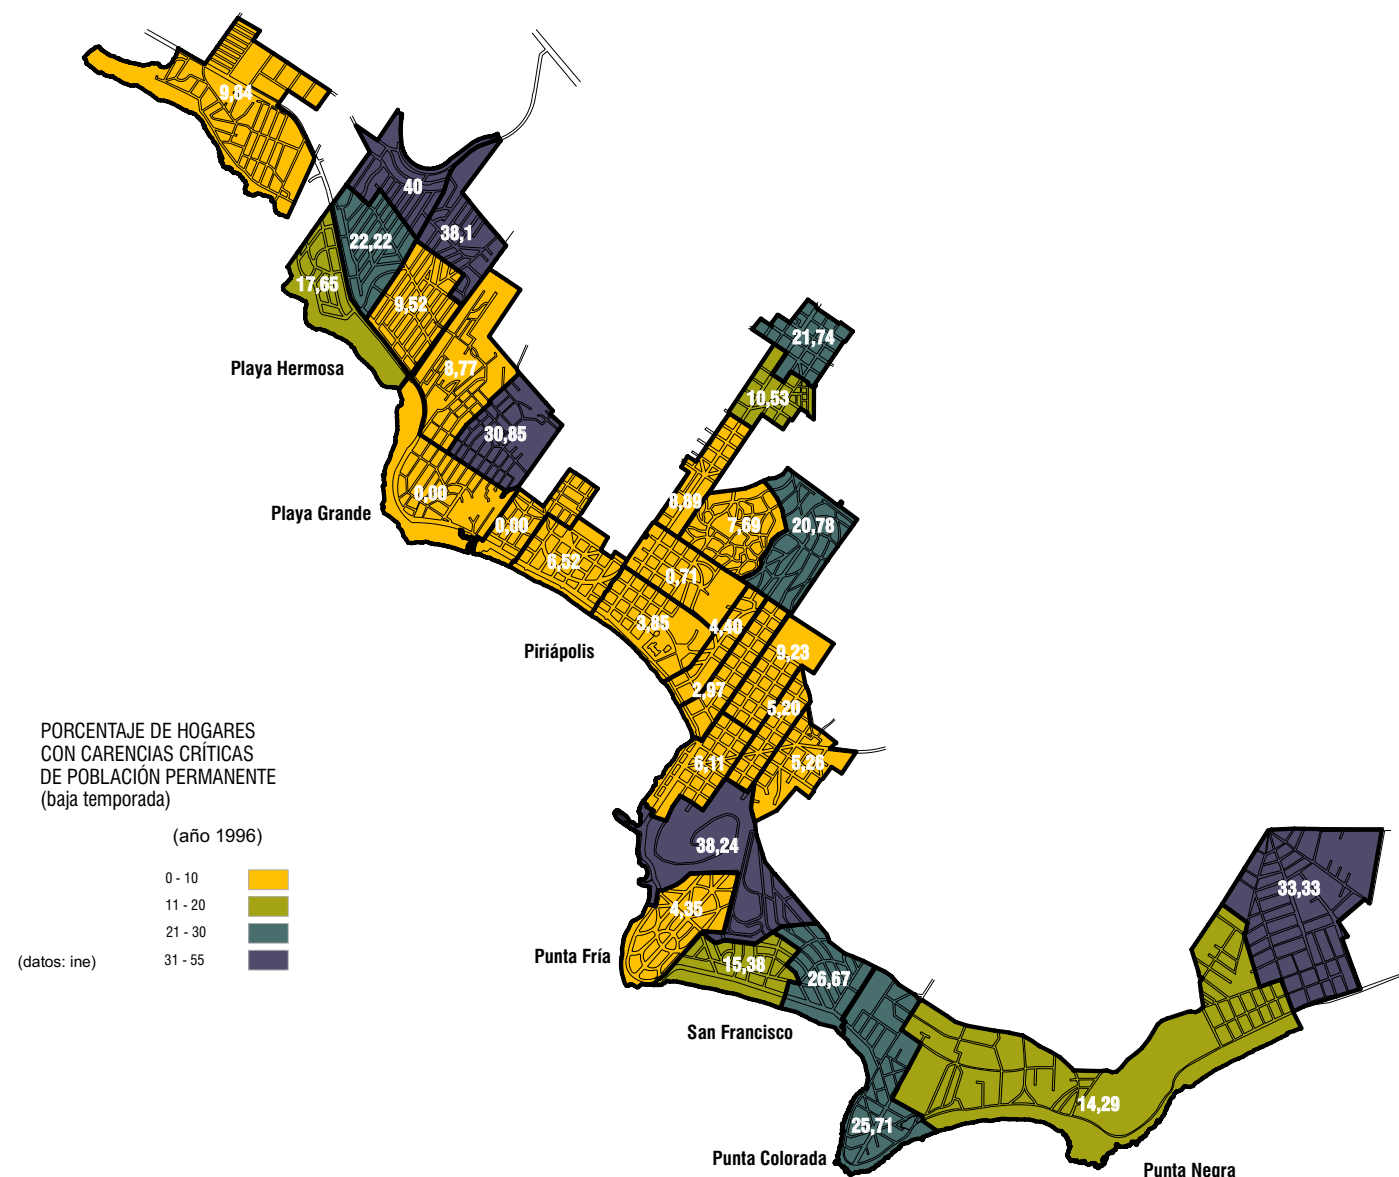 9,84
40
38,1
22,22
17,65
9,52
21,74
Playa Hermosa
8,77
10,53
30,85
0,00
8,89
Playa Grande
0,00
7,69
20,78
6,52
0,71
3,85
4,40
Piriápolis
9,23
2,97
5,20
6,11
6,26
PORCENTAJE DE HOGARES
CON CARENCIAS CRÍTICAS
DE POBLACIÓN PERMANENTE
(baja temporada)
(año 1996)
0 - 10
11 - 20
21 - 30
31 - 55
(datos: ine)
38,24
33,33
4,35
Punta Fría
15,38
26,67
San Francisco
14,29
25,71
Punta Colorada
Punta Negra